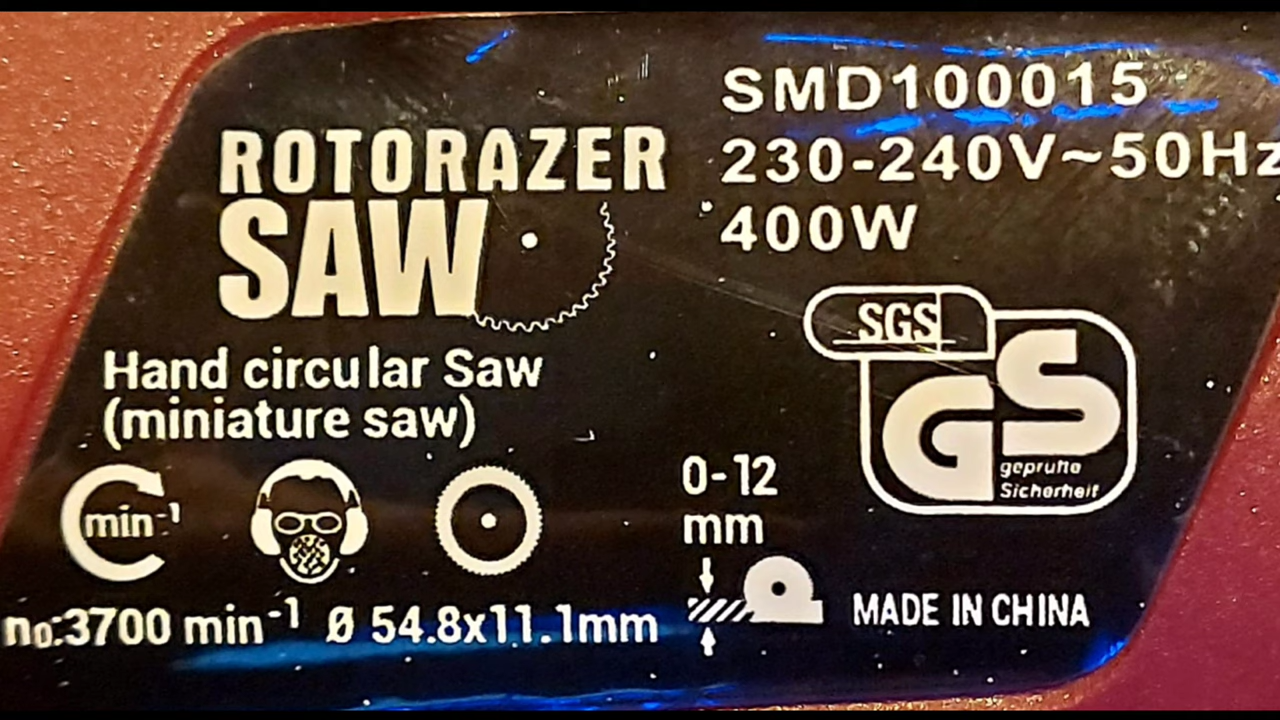 ROTORAZER
SAW
Hand circular Saw
(miniature saw)
SMD100015
230-240V~50Hz
400W
SGS
GS
geprüfte
Sicherheit
min-1
0-12
mm
no:3700 min-1 Ø 54.8x11.1mm
MADE IN CHINA